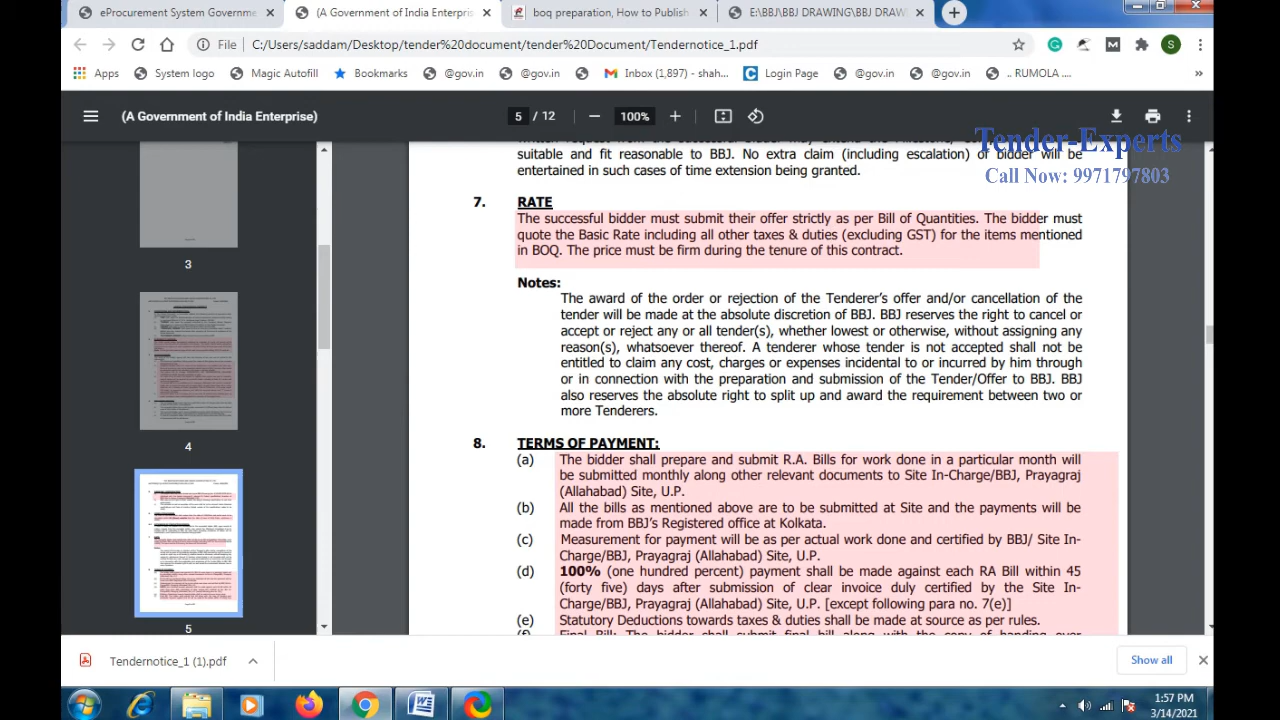 eProcurement System Governme
(A Government of India Enterpris
boq preparation, How to Publish
E\BBJ\BBJ DRAWING\BBJ DRAW
File
C:/Users/saddam/Desktop/tender%20document/tender%20Document/Tendernotice_1.pdf
S
Apps
System logo
Magic Autofill
Bookmarks
@gov.in
@gov.in
Inbox (1,897) - shah...
Login Page
@gov.in
@gov.in
.. RUMOLA ....
»
(A Government of India Enterprise)
5 / 12
100%
Tender-Experts
Call Now: 9971797803
suitable and fit reasonable to BBJ. No extra claim (including escalation) of bidder will be
entertained in such cases of time extension being granted.
7. RATE
The successful bidder must submit their offer strictly as per Bill of Quantities. The bidder must
quote the Basic Rate including all other taxes & duties (excluding GST) for the items mentioned
in BOQ. The price must be firm during the tenure of this contract.
Notes:
The award of the order or rejection of the Tenderer's offer and/or cancellation of the
tender will be at the absolute discretion of BBJ. BBJ reserves the right to cancel or
accept or reject any or all tender(s), whether lowest or otherwise, without assigning any
reason(s), whatever thereof. A tenderer whose offer is not accepted shall not be
entitled to claim any cost, charges or expenses incidental to or incurred by him through
or in connection with the preparation and submission of the Tender/Offer to BBJ. BBJ
also reserves the absolute right to split up and award the requirement between two or
more Tenderers.
8. TERMS OF PAYMENT:
(a) The bidder shall prepare and submit R.A. Bills for work done in a particular month will
be submitted monthly along other relevant documents to Site In-Charge/BBJ, Prayagraj
(Allahabad) Site, U.P.
(b) All the bills as mentioned above are to be submitted at Sites and the payments will be
made from BBJ's Registered office at Kolkata.
(c) Measurement for payment will be as per actual work done and certified by BBJ/ Site In-
Charge/BBJ, Prayagraj (Allahabad) Site, U.P.
(d) 100% (one hundred percent) payment shall be made against each RA Bill within 45
(forty five) days after submission of clear invoice duly certified by the Site In-
Charge/BBJ, Prayagraj (Allahabad) Site, U.P. [except following para no. 7(e)]
(e) Statutory Deductions towards taxes & duties shall be made at source as per rules.
(f) Final Bill: The bidder shall submit final bill along with the copy of handing over
3
4
5
Tendernotice_1 (1).pdf
Show all
1:57 PM
3/14/2021